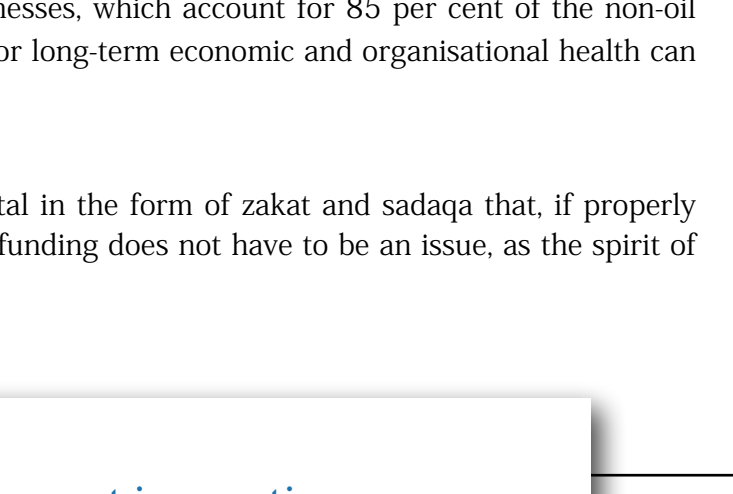 nesses, which account for 85 per cent of the non-oil
or long-term economic and organisational health can
tal in the form of zakat and sadaqa that, if properly
funding does not have to be an issue, as the spirit of